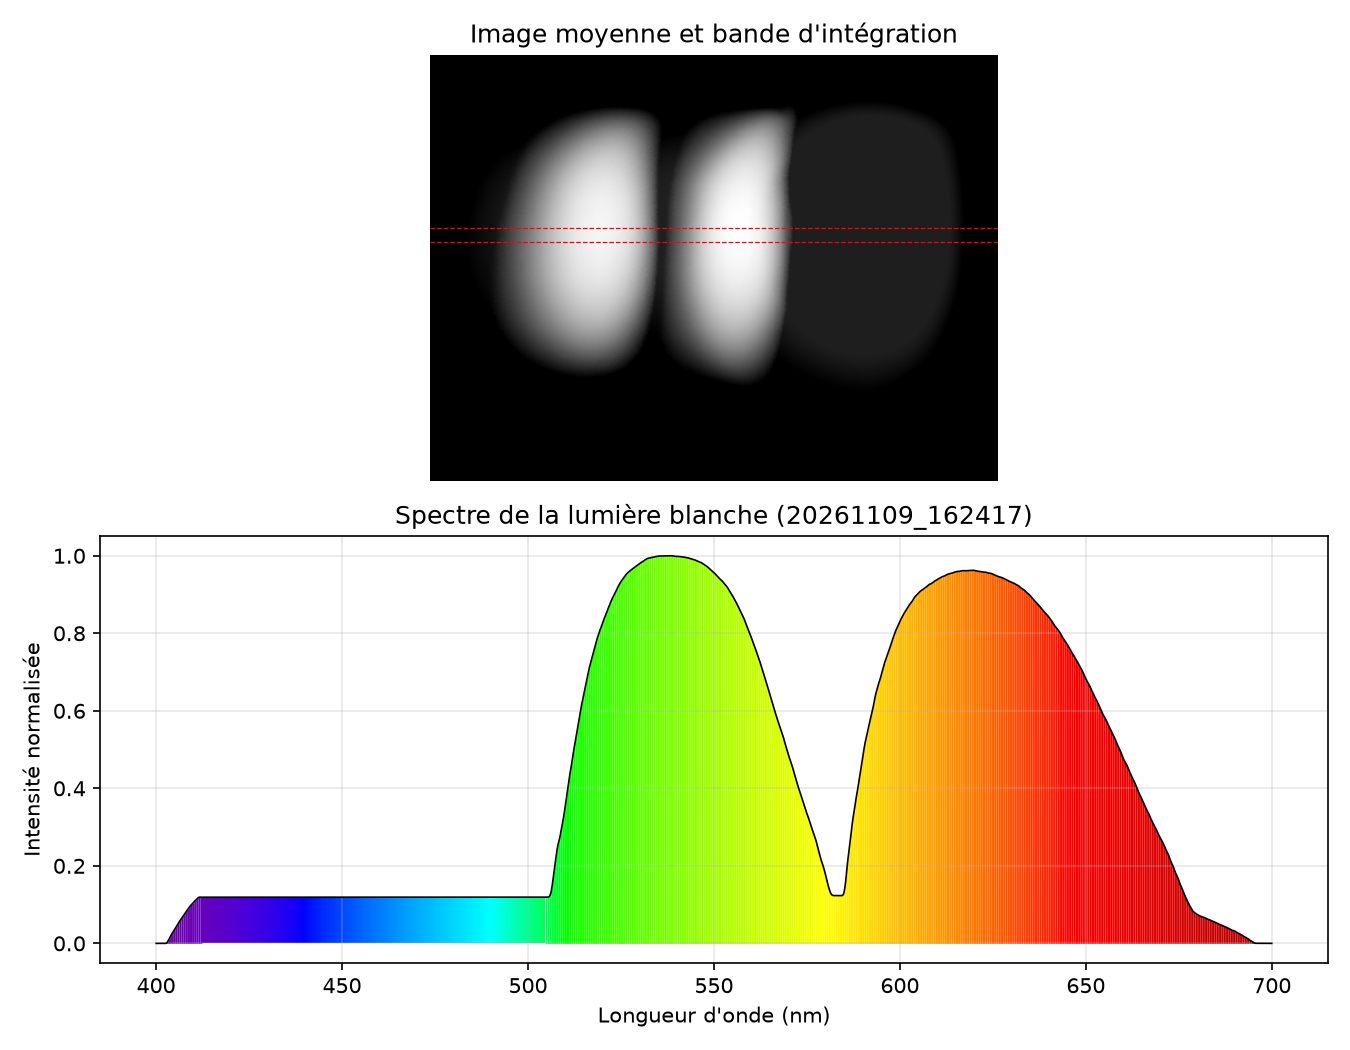 Image moyenne et bande d'intégration
Spectre de la lumière blanche (20261109_162417)
1.0
0.8
0.6
0.4
0.2
0.0
Intensité normalisée
400 450 500 550 600 650 700
Longueur d'onde (nm)